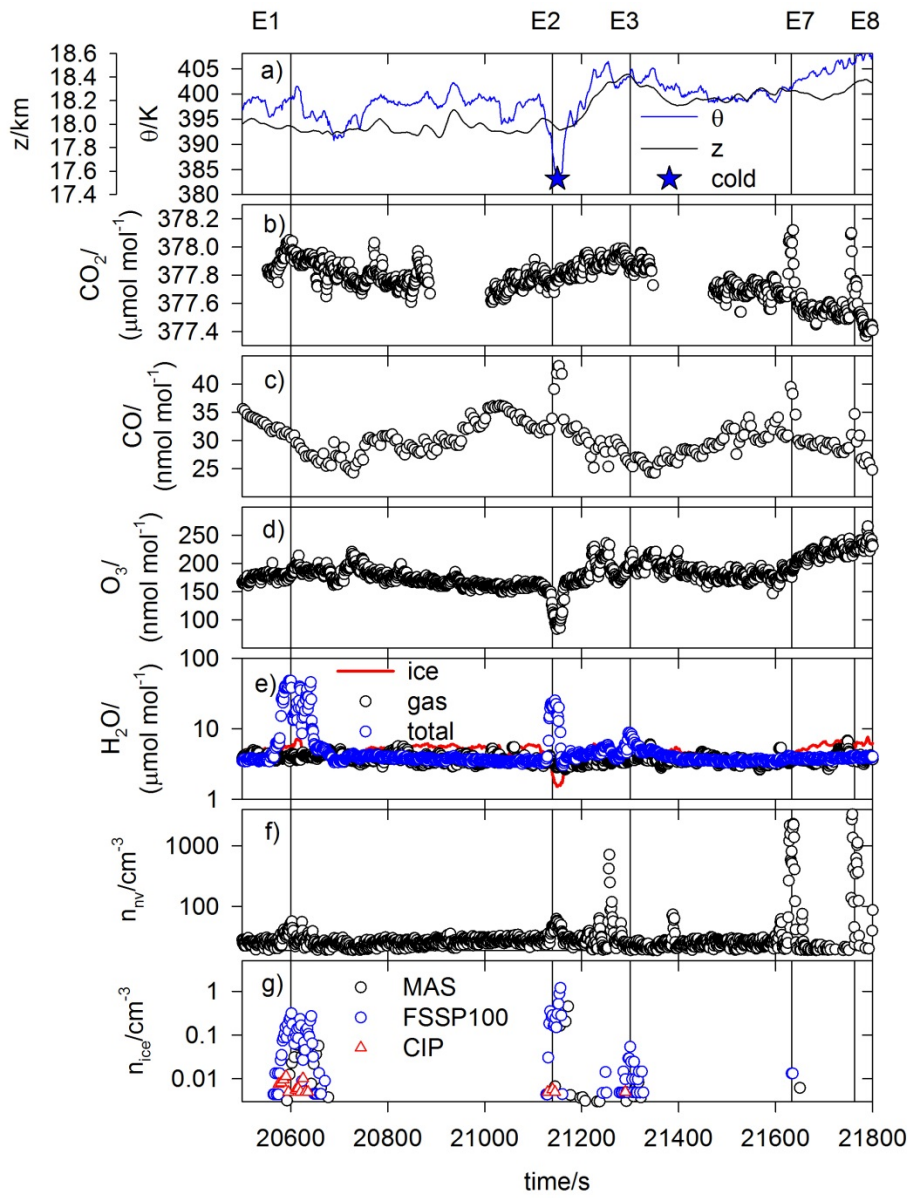 E1 E2 E3 E7 E8
a)
z/km
18.6
18.4
18.2
18.0
17.8
17.6
17.4
θ/K
405
400
395
390
385
380
θ
z
cold
b)
CO2/
(µmol mol-1)
378.2
378.0
377.8
377.6
377.4
c)
CO/
(nmol mol-1)
40
35
30
25
d)
O3/
(nmol mol-1)
250
200
150
100
e)
H2O/
(µmol mol-1)
100
10
1
ice
gas
total
f)
nnv/cm-3
1000
100
g)
nice/cm-3
1
0.1
0.01
MAS
FSSP100
CIP
20600 20800 21000 21200 21400 21600 21800
time/s